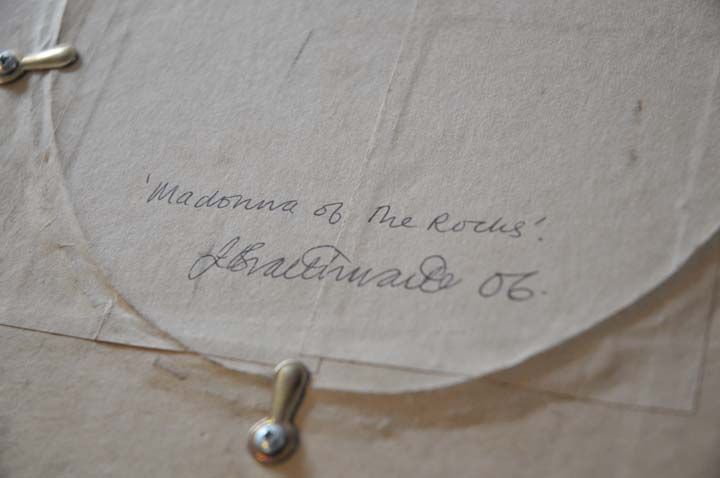 'Madonna of The Rocks'.
J Braithwaite 06.